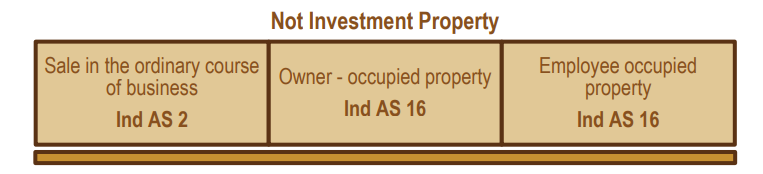 Not Investment Property
Sale in the ordinary course
of business
Ind AS 2
Owner - occupied property
Ind AS 16
Employee occupied
property
Ind AS 16